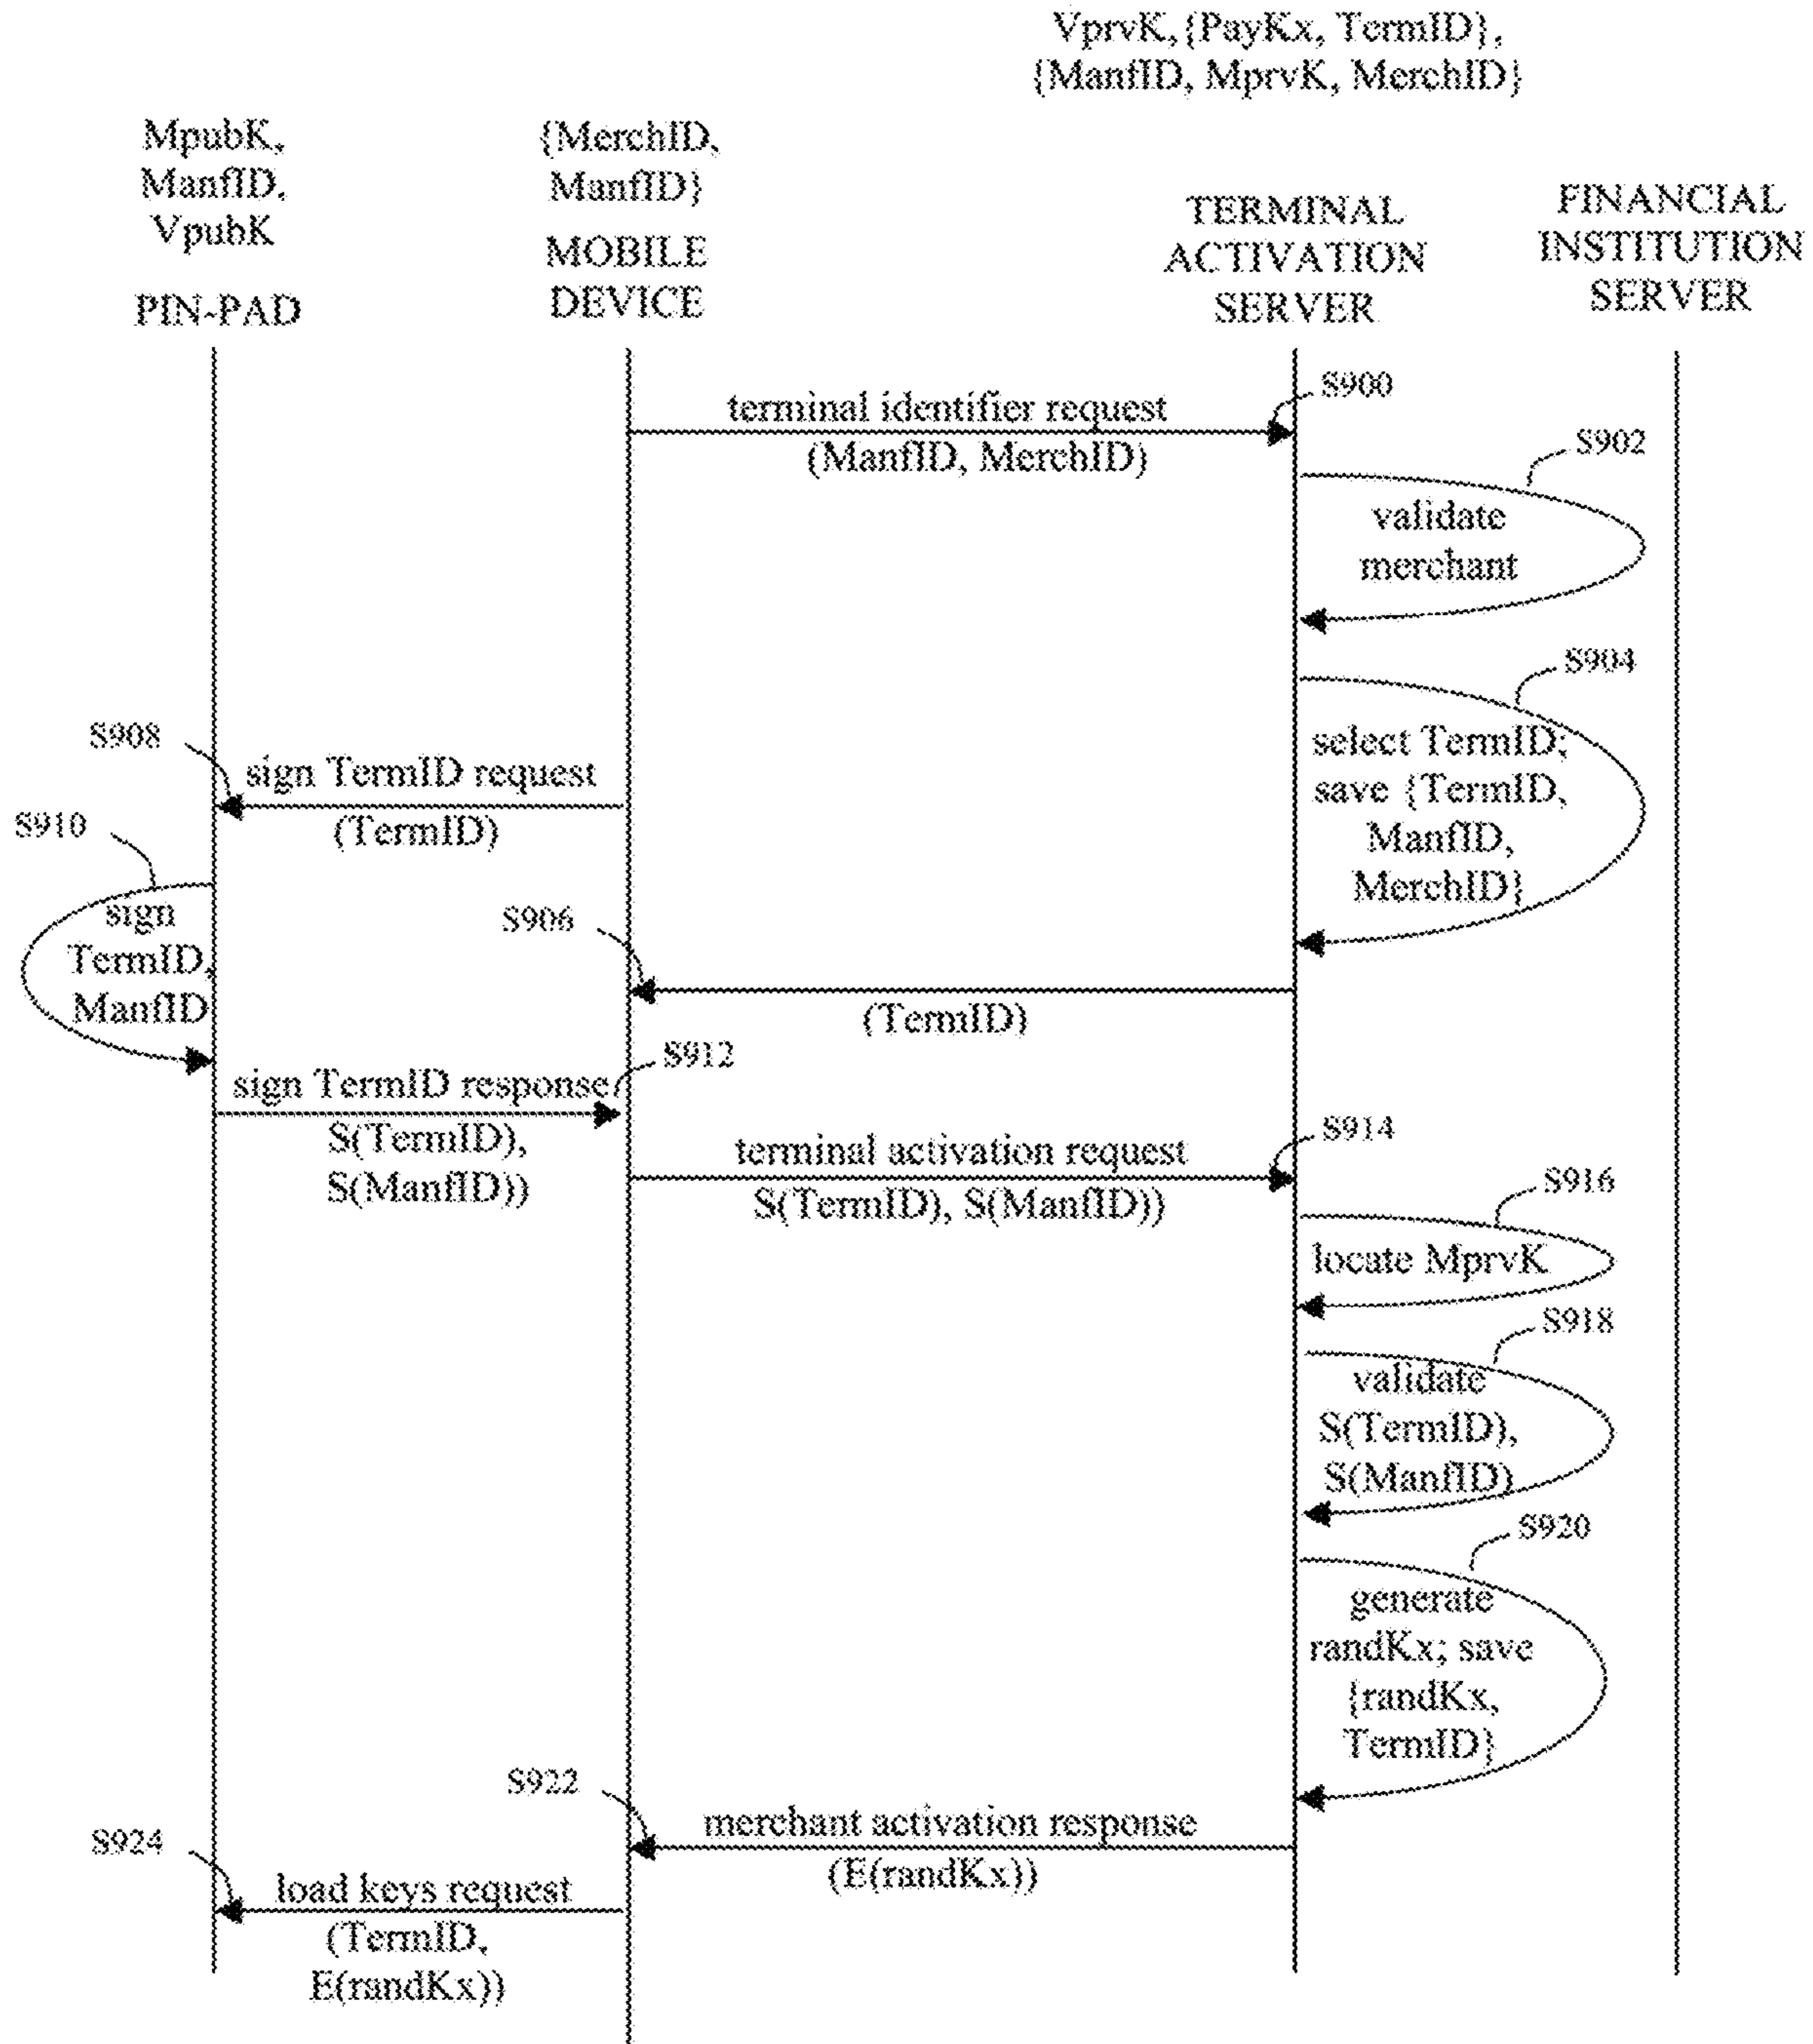 VprvK,{PayKx, TermID},
{ManfID, MprvK, MerchID}
MpubK,
ManfID,
VpubK
PIN-PAD
{MerchID,
ManfID}
MOBILE
DEVICE
TERMINAL
ACTIVATION
SERVER
FINANCIAL
INSTITUTION
SERVER
S900
terminal identifier request
(ManfID, MerchID)
S902
validate
merchant
S904
select TermID;
save {TermID,
ManfID,
MerchID}
S908
sign TermID request
(TermID)
S910
sign
TermID,
ManfID
S906
(TermID)
S912
sign TermID response
S(TermID),
S(ManfID))
S914
terminal activation request
S(TermID), S(ManfID))
S916
locate MprvK
S918
validate
S(TermID),
S(ManfID)
S920
generate
randKx; save
{randKx,
TermID}
S922
merchant activation response
(E(randKx))
S924
load keys request
(TermID,
E(randKx))